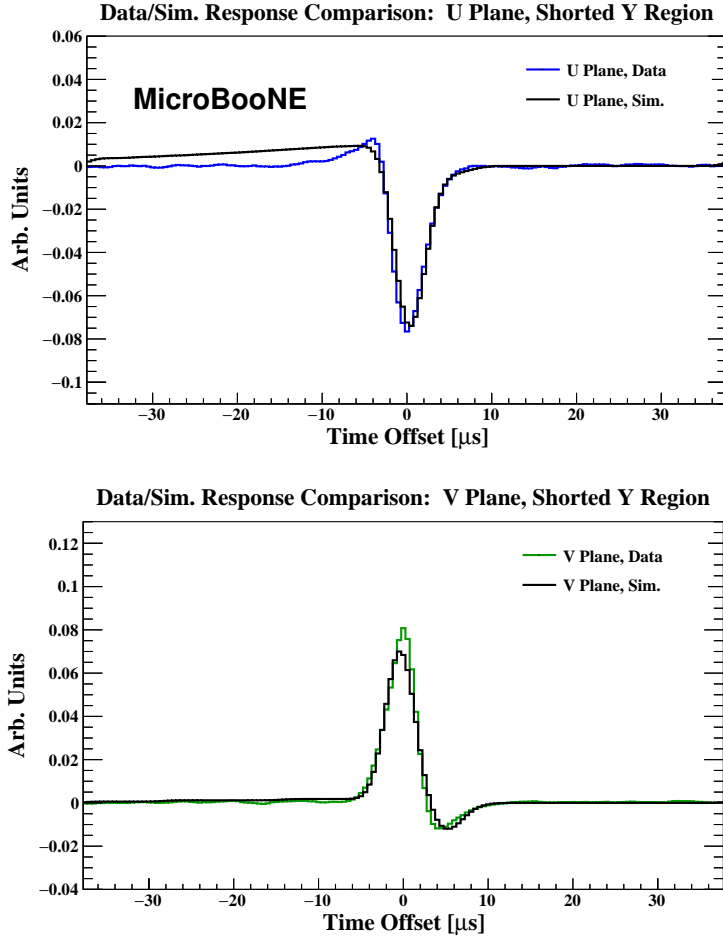 Data/Sim. Response Comparison: U Plane, Shorted Y Region
0.06
0.04
0.02
0
−0.02
−0.04
−0.06
−0.08
−0.1
Arb. Units
MicroBooNE
U Plane, Data
U Plane, Sim.
−30 −20 −10 0 10 20 30
Time Offset [μs]
Data/Sim. Response Comparison: V Plane, Shorted Y Region
0.12
0.1
0.08
0.06
0.04
0.02
0
−0.02
−0.04
Arb. Units
V Plane, Data
V Plane, Sim.
−30 −20 −10 0 10 20 30
Time Offset [μs]